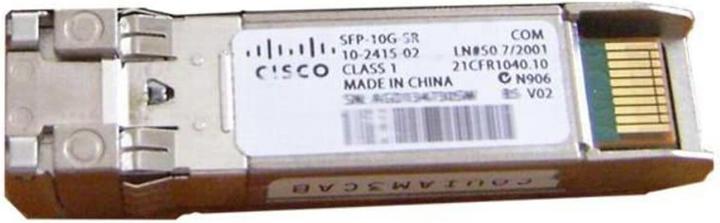 SFP-10G-SR
COM
10-2415-02
LN#50.7/2001
CISCO
CLASS 1
21CFR1040.10
MADE IN CHINA
N906
V02
COUIAM3CAB